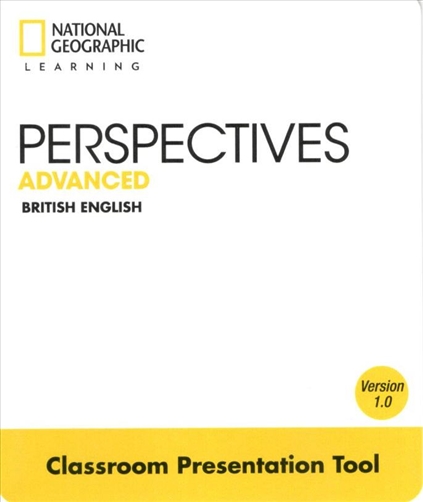 NATIONAL
GEOGRAPHIC
LEARNING
PERSPECTIVES
ADVANCED
BRITISH ENGLISH
Version
1.0
Classroom Presentation Tool